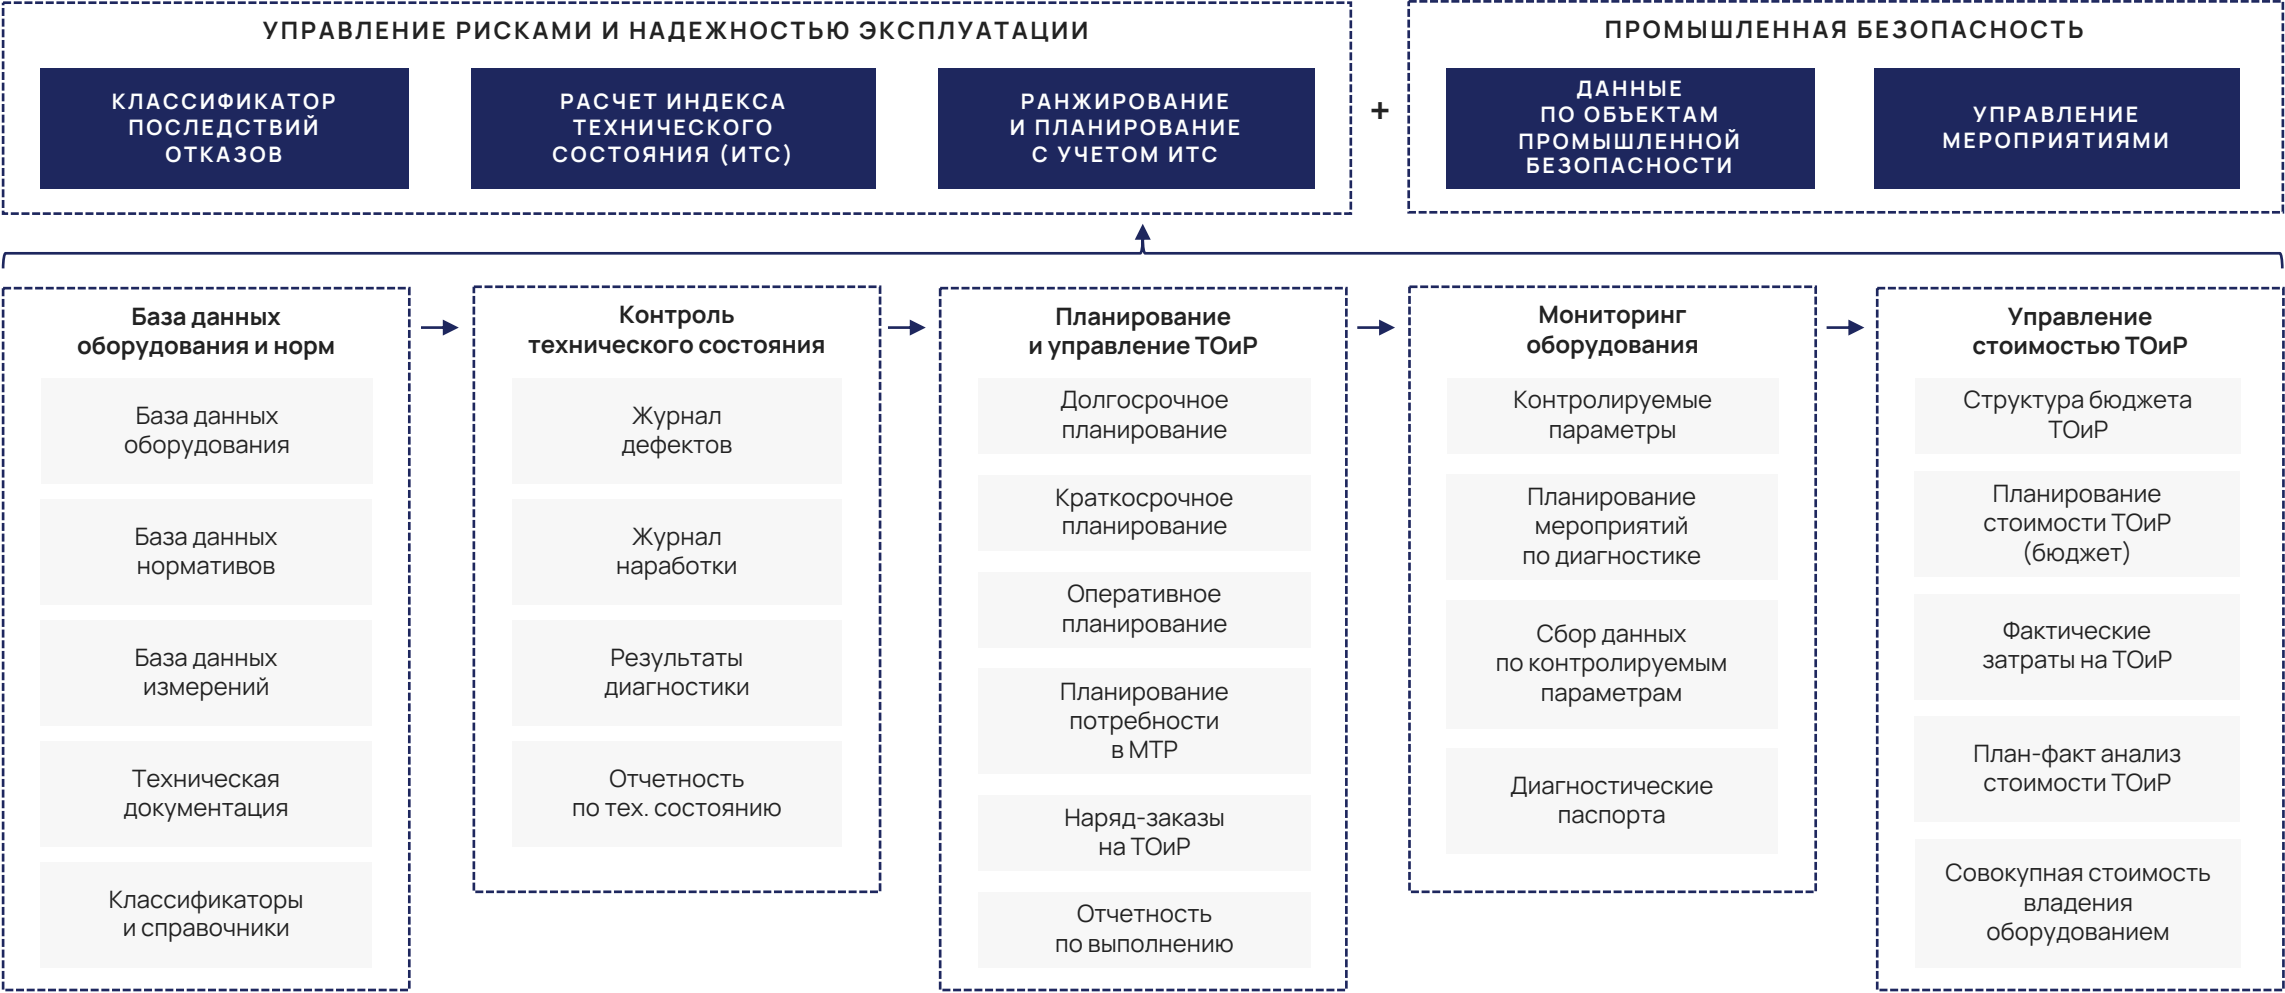 УПРАВЛЕНИЕ РИСКАМИ И НАДЕЖНОСТЬЮ ЭКСПЛУАТАЦИИ
КЛАССИФИКАТОР
ПОСЛЕДСТВИЙ
ОТКАЗОВ
РАСЧЕТ ИНДЕКСА
ТЕХНИЧЕСКОГО
СОСТОЯНИЯ (ИТС)
РАНЖИРОВАНИЕ
И ПЛАНИРОВАНИЕ
С УЧЕТОМ ИТС
+
ПРОМЫШЛЕННАЯ БЕЗОПАСНОСТЬ
ДАННЫЕ
ПО ОБЪЕКТАМ
ПРОМЫШЛЕННОЙ
БЕЗОПАСНОСТИ
УПРАВЛЕНИЕ
МЕРОПРИЯТИЯМИ
База данных
оборудования и норм
База данных
оборудования
База данных
нормативов
База данных
измерений
Техническая
документация
Классификаторы
и справочники
Контроль
технического состояния
Журнал
дефектов
Журнал
наработки
Результаты
диагностики
Отчетность
по тех. состоянию
Планирование
и управление ТОиР
Долгосрочное
планирование
Краткосрочное
планирование
Оперативное
планирование
Планирование
потребности
в МТР
Наряд-заказы
на ТОиР
Отчетность
по выполнению
Мониторинг
оборудования
Контролируемые
параметры
Планирование
мероприятий
по диагностике
Сбор данных
по контролируемым
параметрам
Диагностические
паспорта
Управление
стоимостью ТОиР
Структура бюджета
ТОиР
Планирование
стоимости ТОиР
(бюджет)
Фактические
затраты на ТОиР
План-факт анализ
стоимости ТОиР
Совокупная стоимость
владения
оборудованием